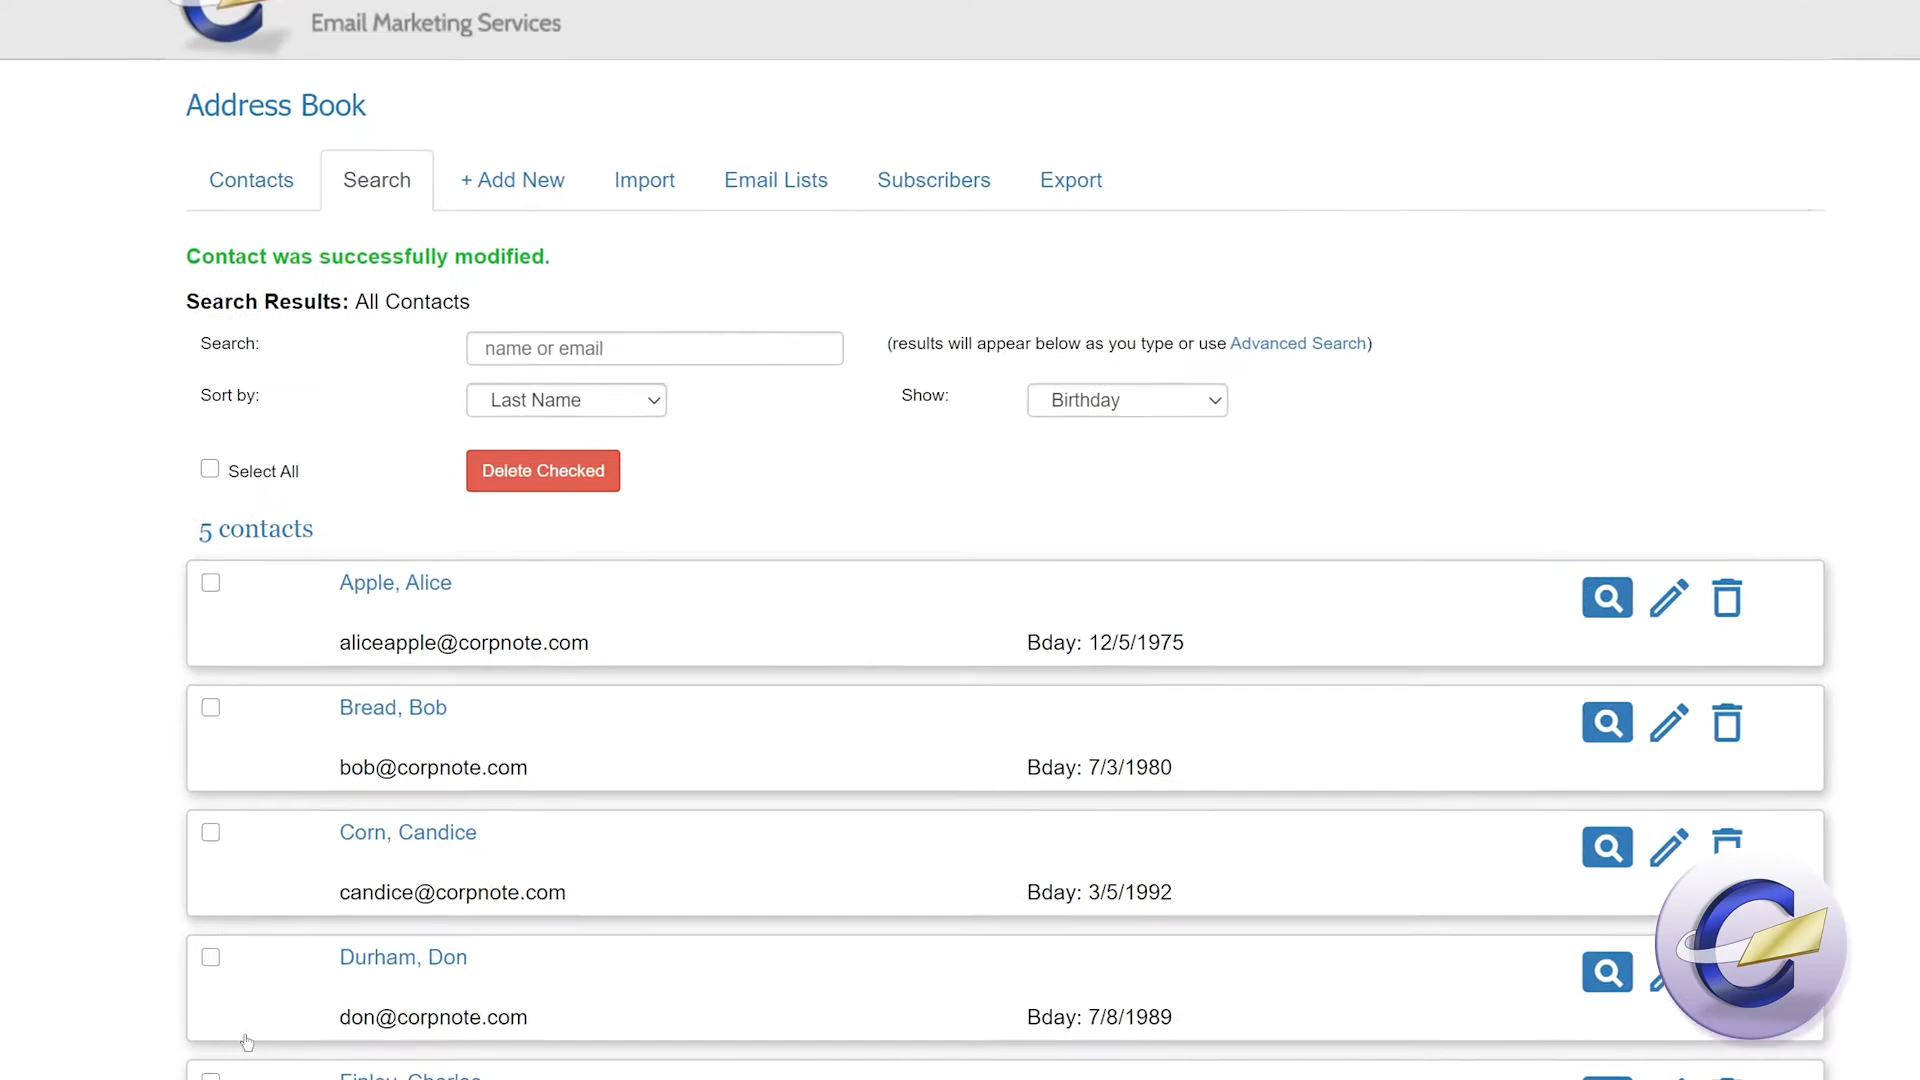 Email Marketing Services
Address Book
Contacts Search + Add New Import Email Lists Subscribers Export
Contact was successfully modified.
Search Results: All Contacts
Search: name or email (results will appear below as you type or use Advanced Search)
Sort by: Last Name Show: Birthday
Select All Delete Checked
5 contacts
Apple, Alice
aliceapple@corpnote.com Bday: 12/5/1975
Bread, Bob
bob@corpnote.com Bday: 7/3/1980
Corn, Candice
candice@corpnote.com Bday: 3/5/1992
Durham, Don
don@corpnote.com Bday: 7/8/1989